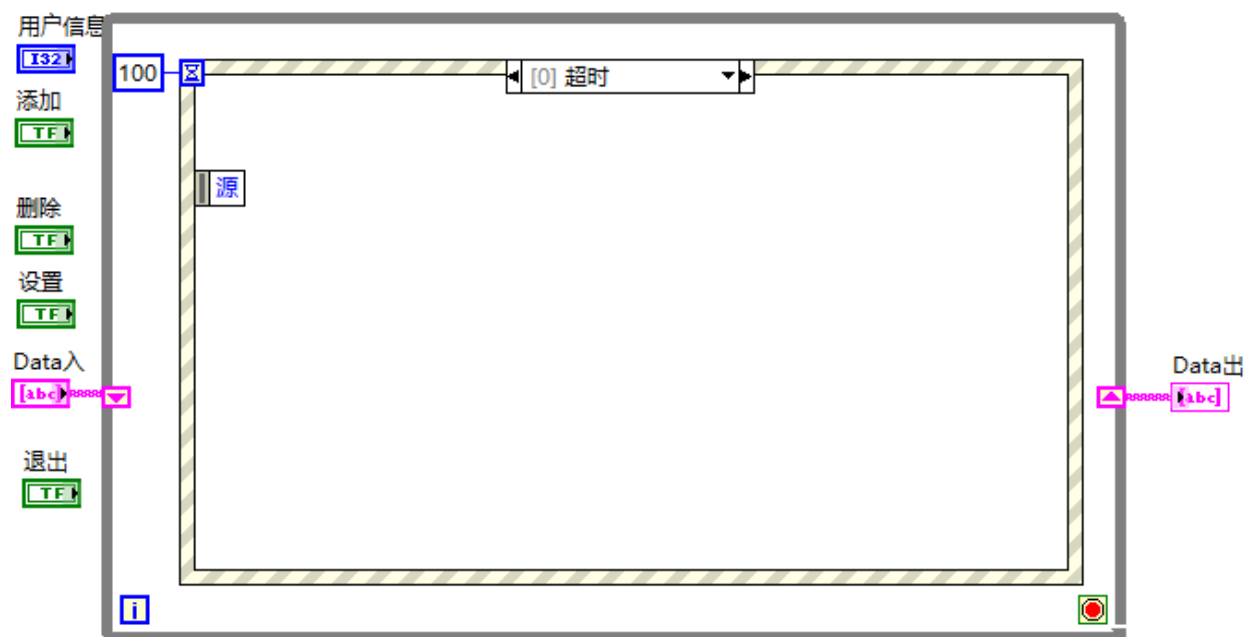 用户信息
I32
100
[0] 超时
添加
TF
源
删除
TF
设置
TF
Data入
[abc]
Data出
[abc]
退出
TF
i